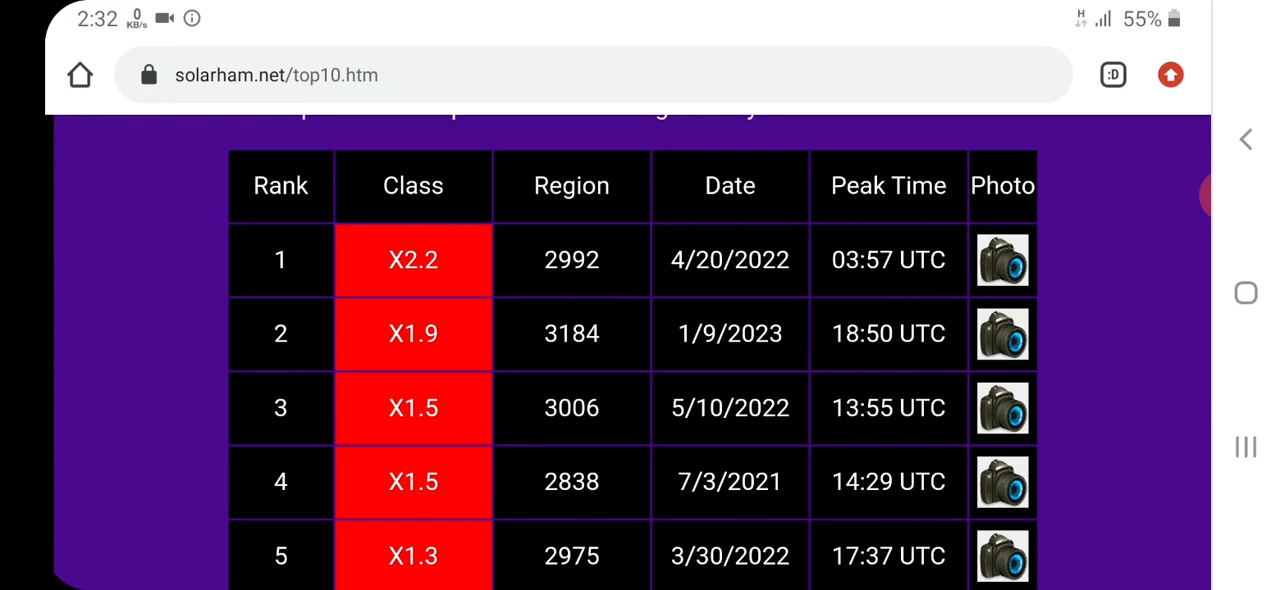 2:32 0 KB/s H 55%
solarham.net/top10.htm :D
Rank Class Region Date Peak Time Photo
1 X2.2 2992 4/20/2022 03:57 UTC
2 X1.9 3184 1/9/2023 18:50 UTC
3 X1.5 3006 5/10/2022 13:55 UTC
4 X1.5 2838 7/3/2021 14:29 UTC
5 X1.3 2975 3/30/2022 17:37 UTC